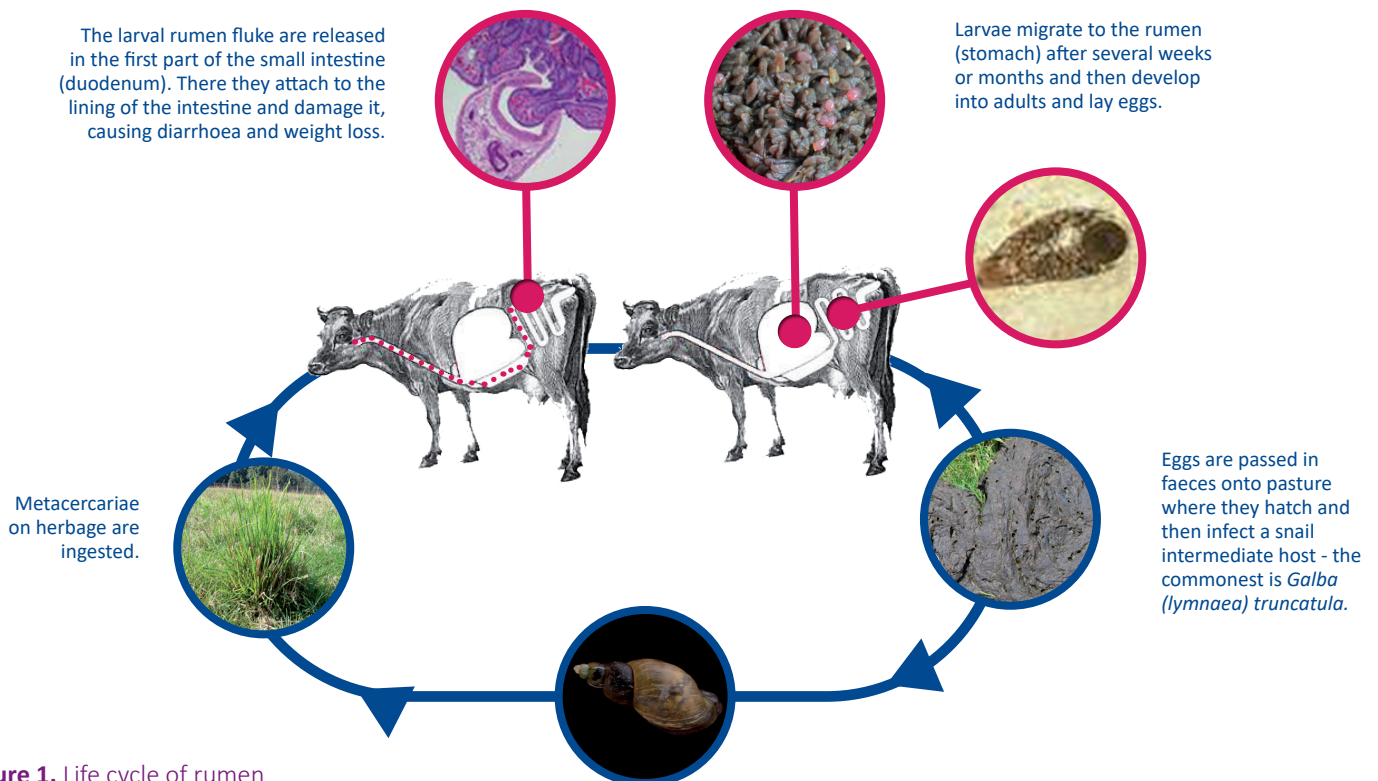 The larval rumen fluke are released
in the first part of the small intestine
(duodenum). There they attach to the
lining of the intestine and damage it,
causing diarrhoea and weight loss.
Larvae migrate to the rumen
(stomach) after several weeks
or months and then develop
into adults and lay eggs.
Metacercariae
on herbage are
ingested.
Eggs are passed in
faeces onto pasture
where they hatch and
then infect a snail
intermediate host - the
commonest is Galba
(lymnaea) truncatula.
ure 1. Life cycle of rumen